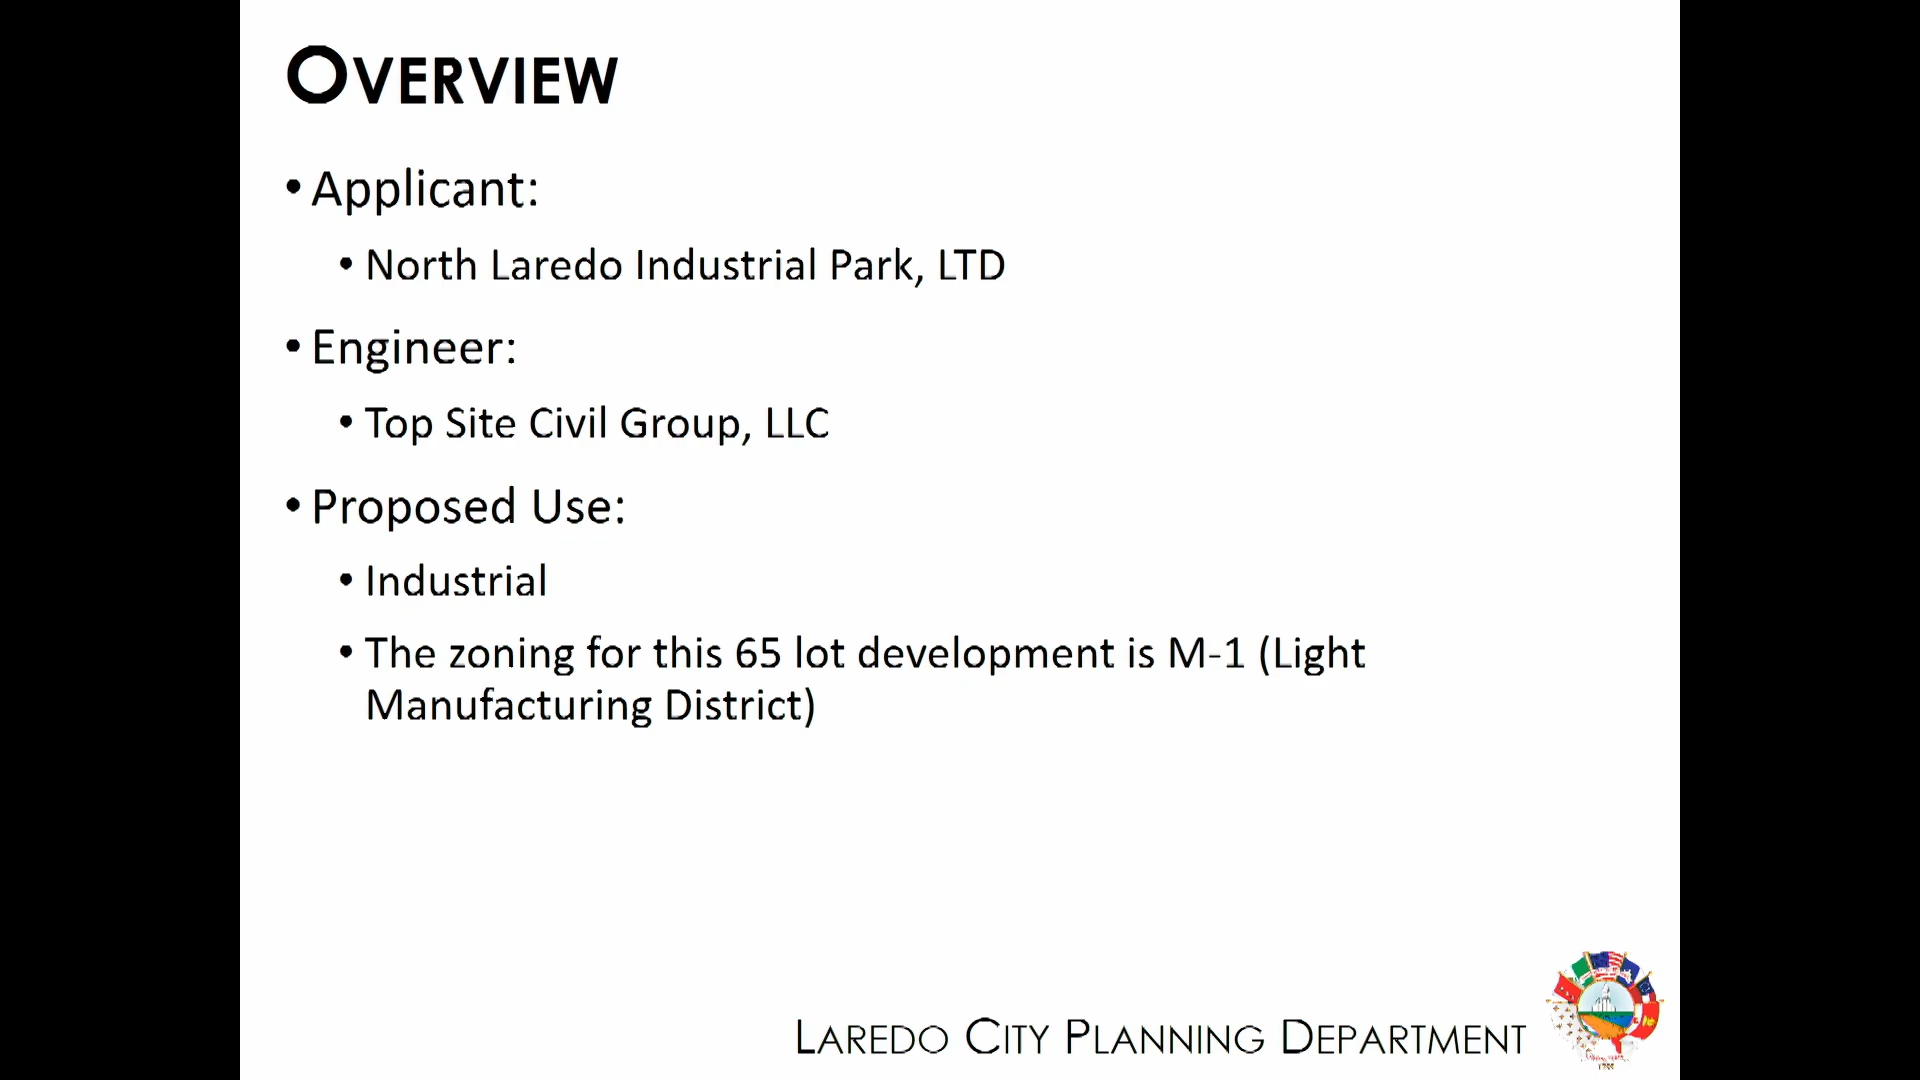 OVERVIEW
• Applicant:
• North Laredo Industrial Park, LTD
• Engineer:
• Top Site Civil Group, LLC
• Proposed Use:
• Industrial
• The zoning for this 65 lot development is M-1 (Light
Manufacturing District)
LAREDO CITY PLANNING DEPARTMENT